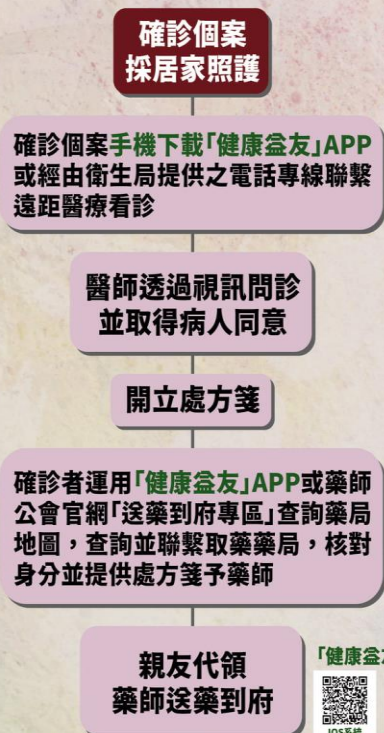 確診個案
採居家照護
確診個案手機下載「健康益友」APP
或經由衛生局提供之電話專線聯繫
遠距醫療看診
醫師透過視訊問診
並取得病人同意
開立處方箋
確診者運用「健康益友」APP或藥師
公會官網「送藥到府專區」查詢藥局
地圖，查詢並聯繫取藥藥局，核對
身分並提供處方箋予藥師
親友代領
藥師送藥到府
「健康益
IOS系統